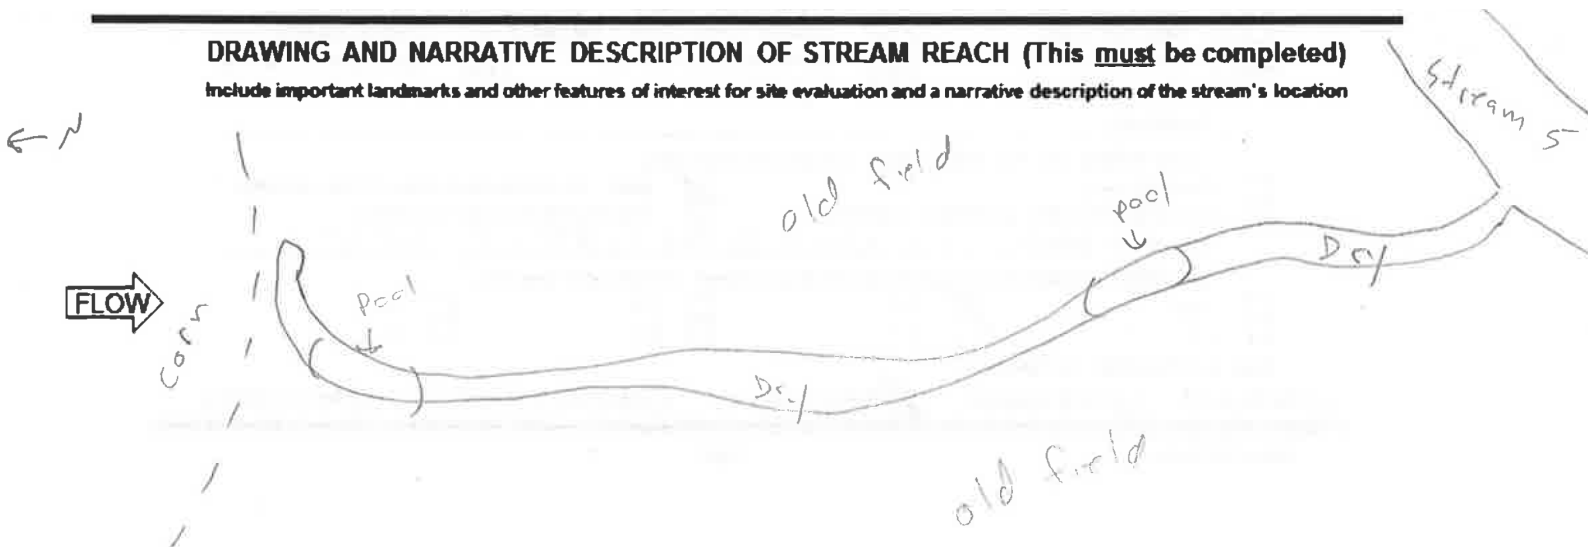 DRAWING AND NARRATIVE DESCRIPTION OF STREAM REACH (This must be completed)
Include important landmarks and other features of interest for site evaluation and a narrative description of the stream's location
Stream 5
← N
old field
pool
Dry
FLOW
Pool
corn
Dry
old field